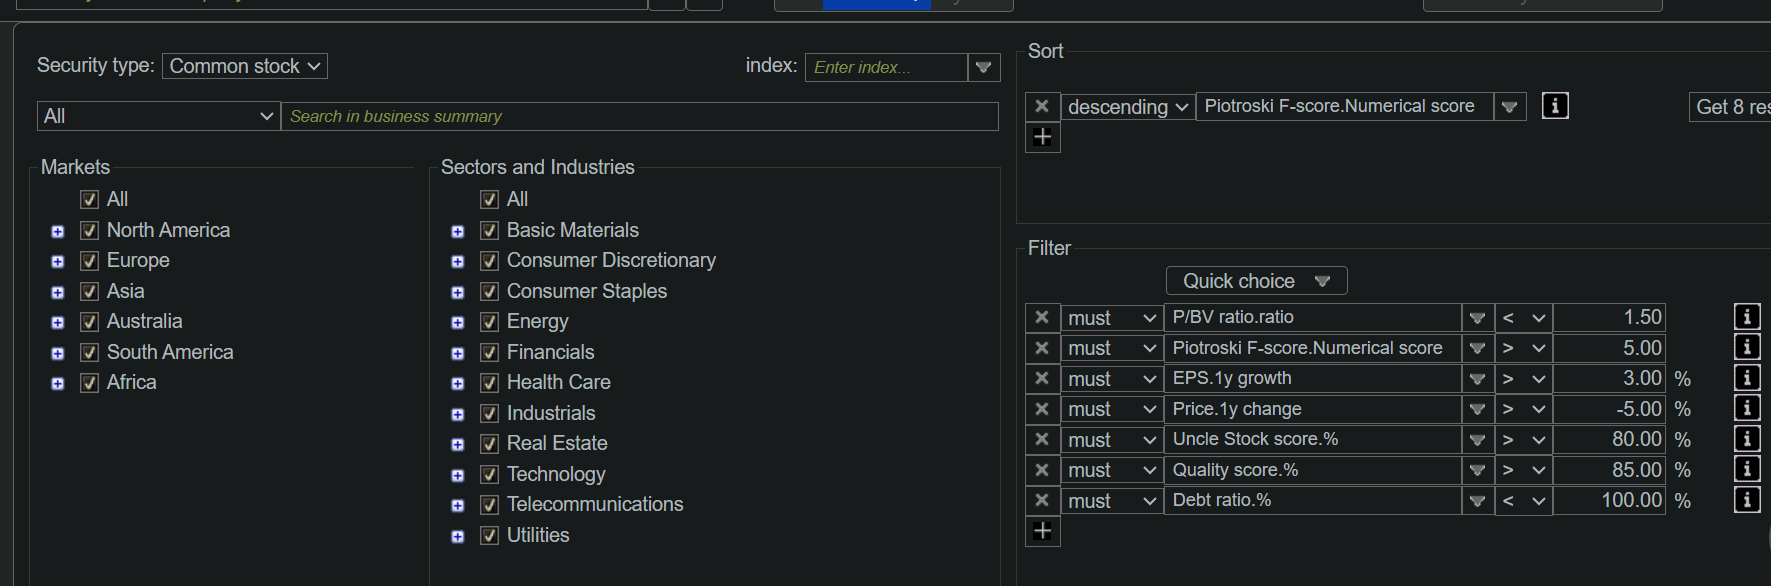 Security type: Common stock
index: Enter index...
All Search in business summary
Markets
All
North America
Europe
Asia
Australia
South America
Africa
Sectors and Industries
All
Basic Materials
Consumer Discretionary
Consumer Staples
Energy
Financials
Health Care
Industrials
Real Estate
Technology
Telecommunications
Utilities
Sort
descending Piotroski F-score.Numerical score
Get 8 res
Filter
Quick choice
must P/BV ratio.ratio < 1.50
must Piotroski F-score.Numerical score > 5.00
must EPS.1y growth > 3.00 %
must Price.1y change > -5.00 %
must Uncle Stock score.% > 80.00 %
must Quality score.% > 85.00 %
must Debt ratio.% < 100.00 %